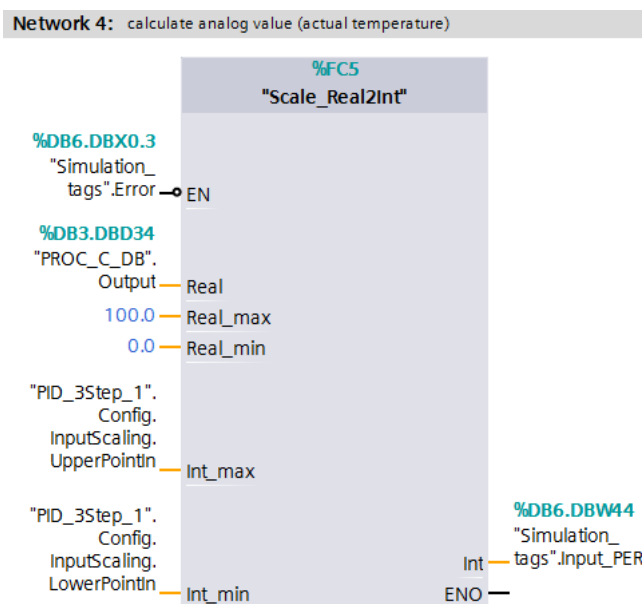 Network 4: calculate analog value (actual temperature)
%FC5
"Scale_Real2Int"
%DB6.DBX0.3
"Simulation_
tags".Error
EN
%DB3.DBD34
"PROC_C_DB".
Output
Real
100.0
Real_max
0.0
Real_min
"PID_3Step_1".
Config.
InputScaling.
UpperPointIn
Int_max
"PID_3Step_1".
Config.
InputScaling.
LowerPointIn
Int_min
%DB6.DBW44
"Simulation_
tags".Input_PER
Int
ENO